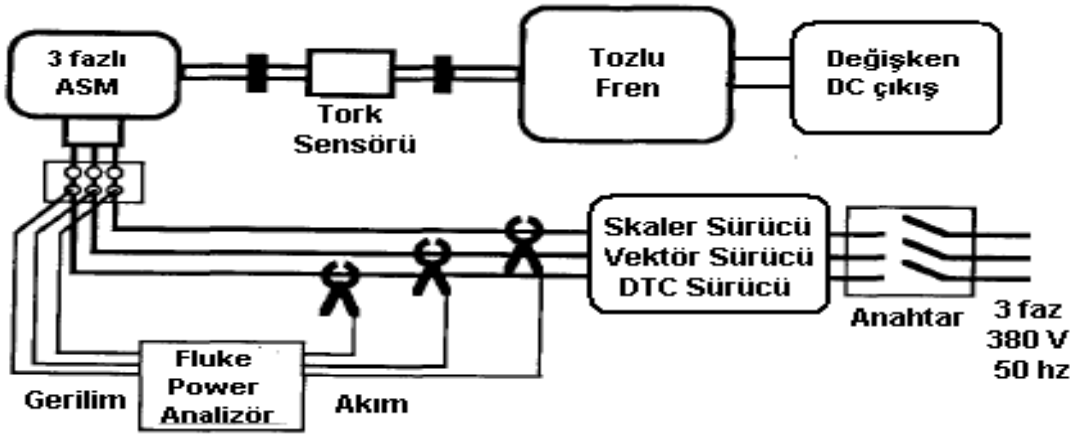 3 fazlı
ASM
Tork
Sensörü
Tozlu
Fren
Değişken
DC çıkış
Skaler Sürücü
Vektör Sürücü
DTC Sürücü
Anahtar
3 faz
380 V
50 hz
Gerilim
Fluke
Power
Analizör
Akım